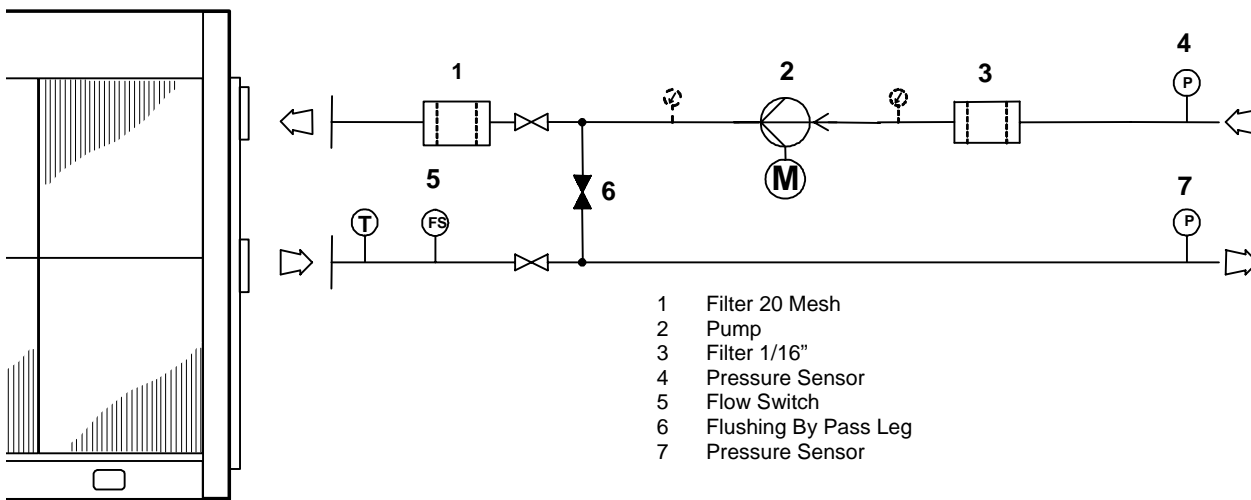 4
1
2
3
P
M
5
6
7
T
FS
P
1 Filter 20 Mesh
2 Pump
3 Filter 1/16”
4 Pressure Sensor
5 Flow Switch
6 Flushing By Pass Leg
7 Pressure Sensor